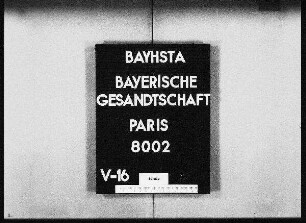 BAYHSTA
BAYERISCHE
GESANDTSCHAFT
PARIS
8002
V-16